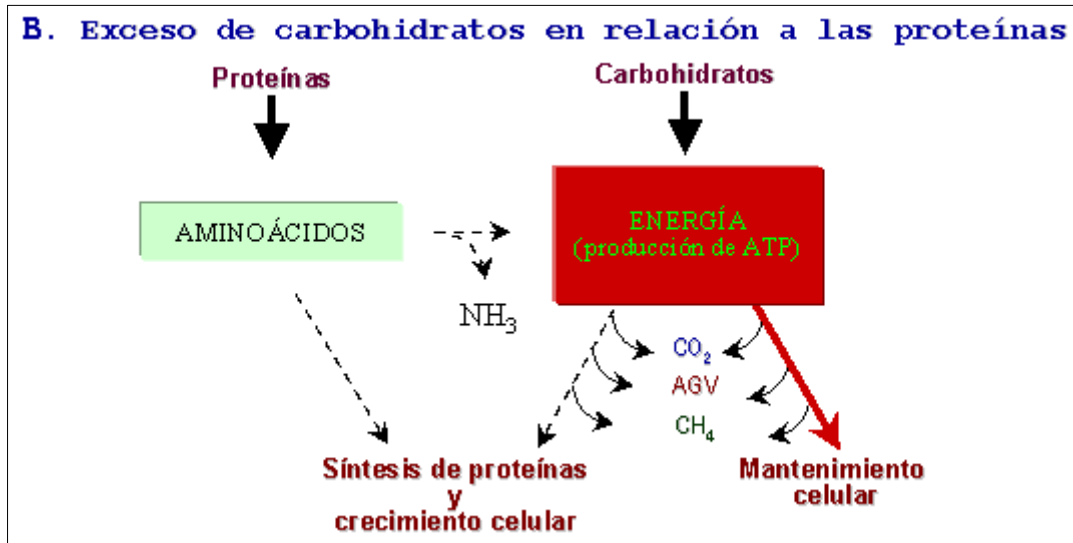 B. Exceso de carbohidratos en relación a las proteínas
Proteínas
Carbohidratos
AMINOÁCIDOS
ENERGÍA
(producción de ATP)
NH₃
CO₂
AGV
CH₄
Síntesis de proteínas
y
crecimiento celular
Mantenimiento
celular